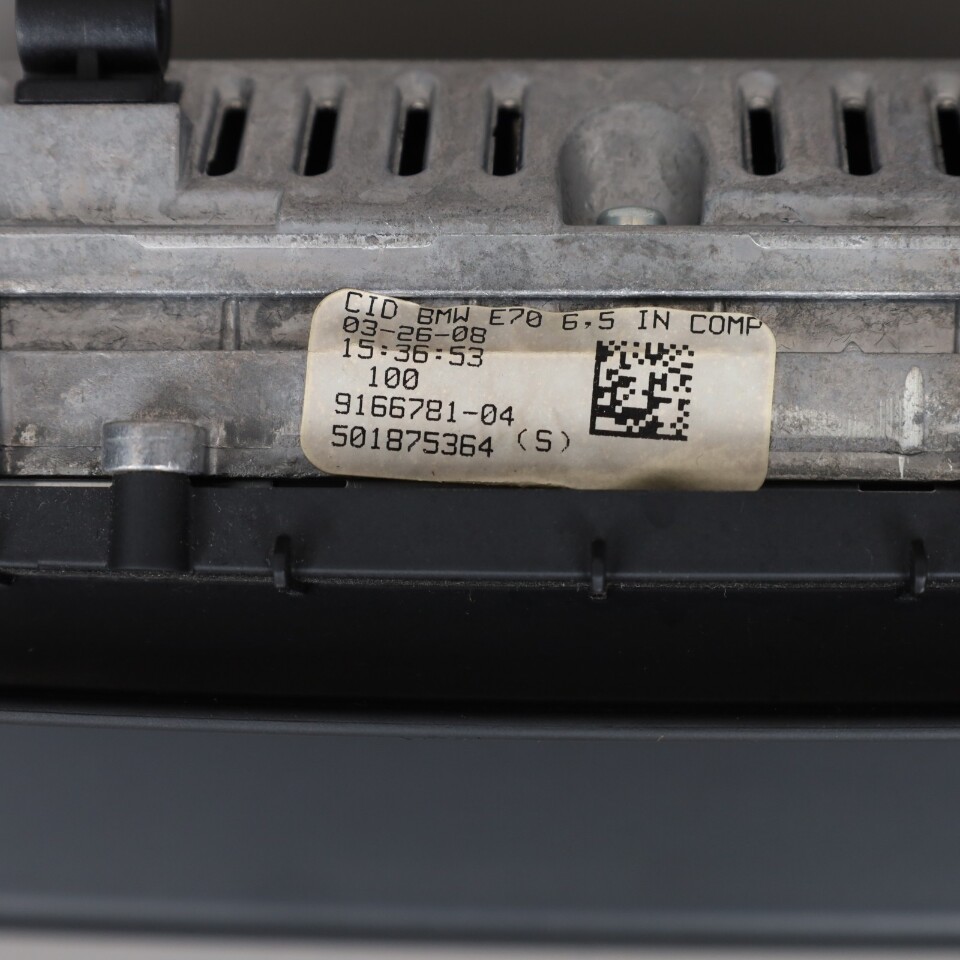 CID BMW E70 6,5 IN COMP
03-26-08
15:36:53
100
9166781-04
501875364 (S)